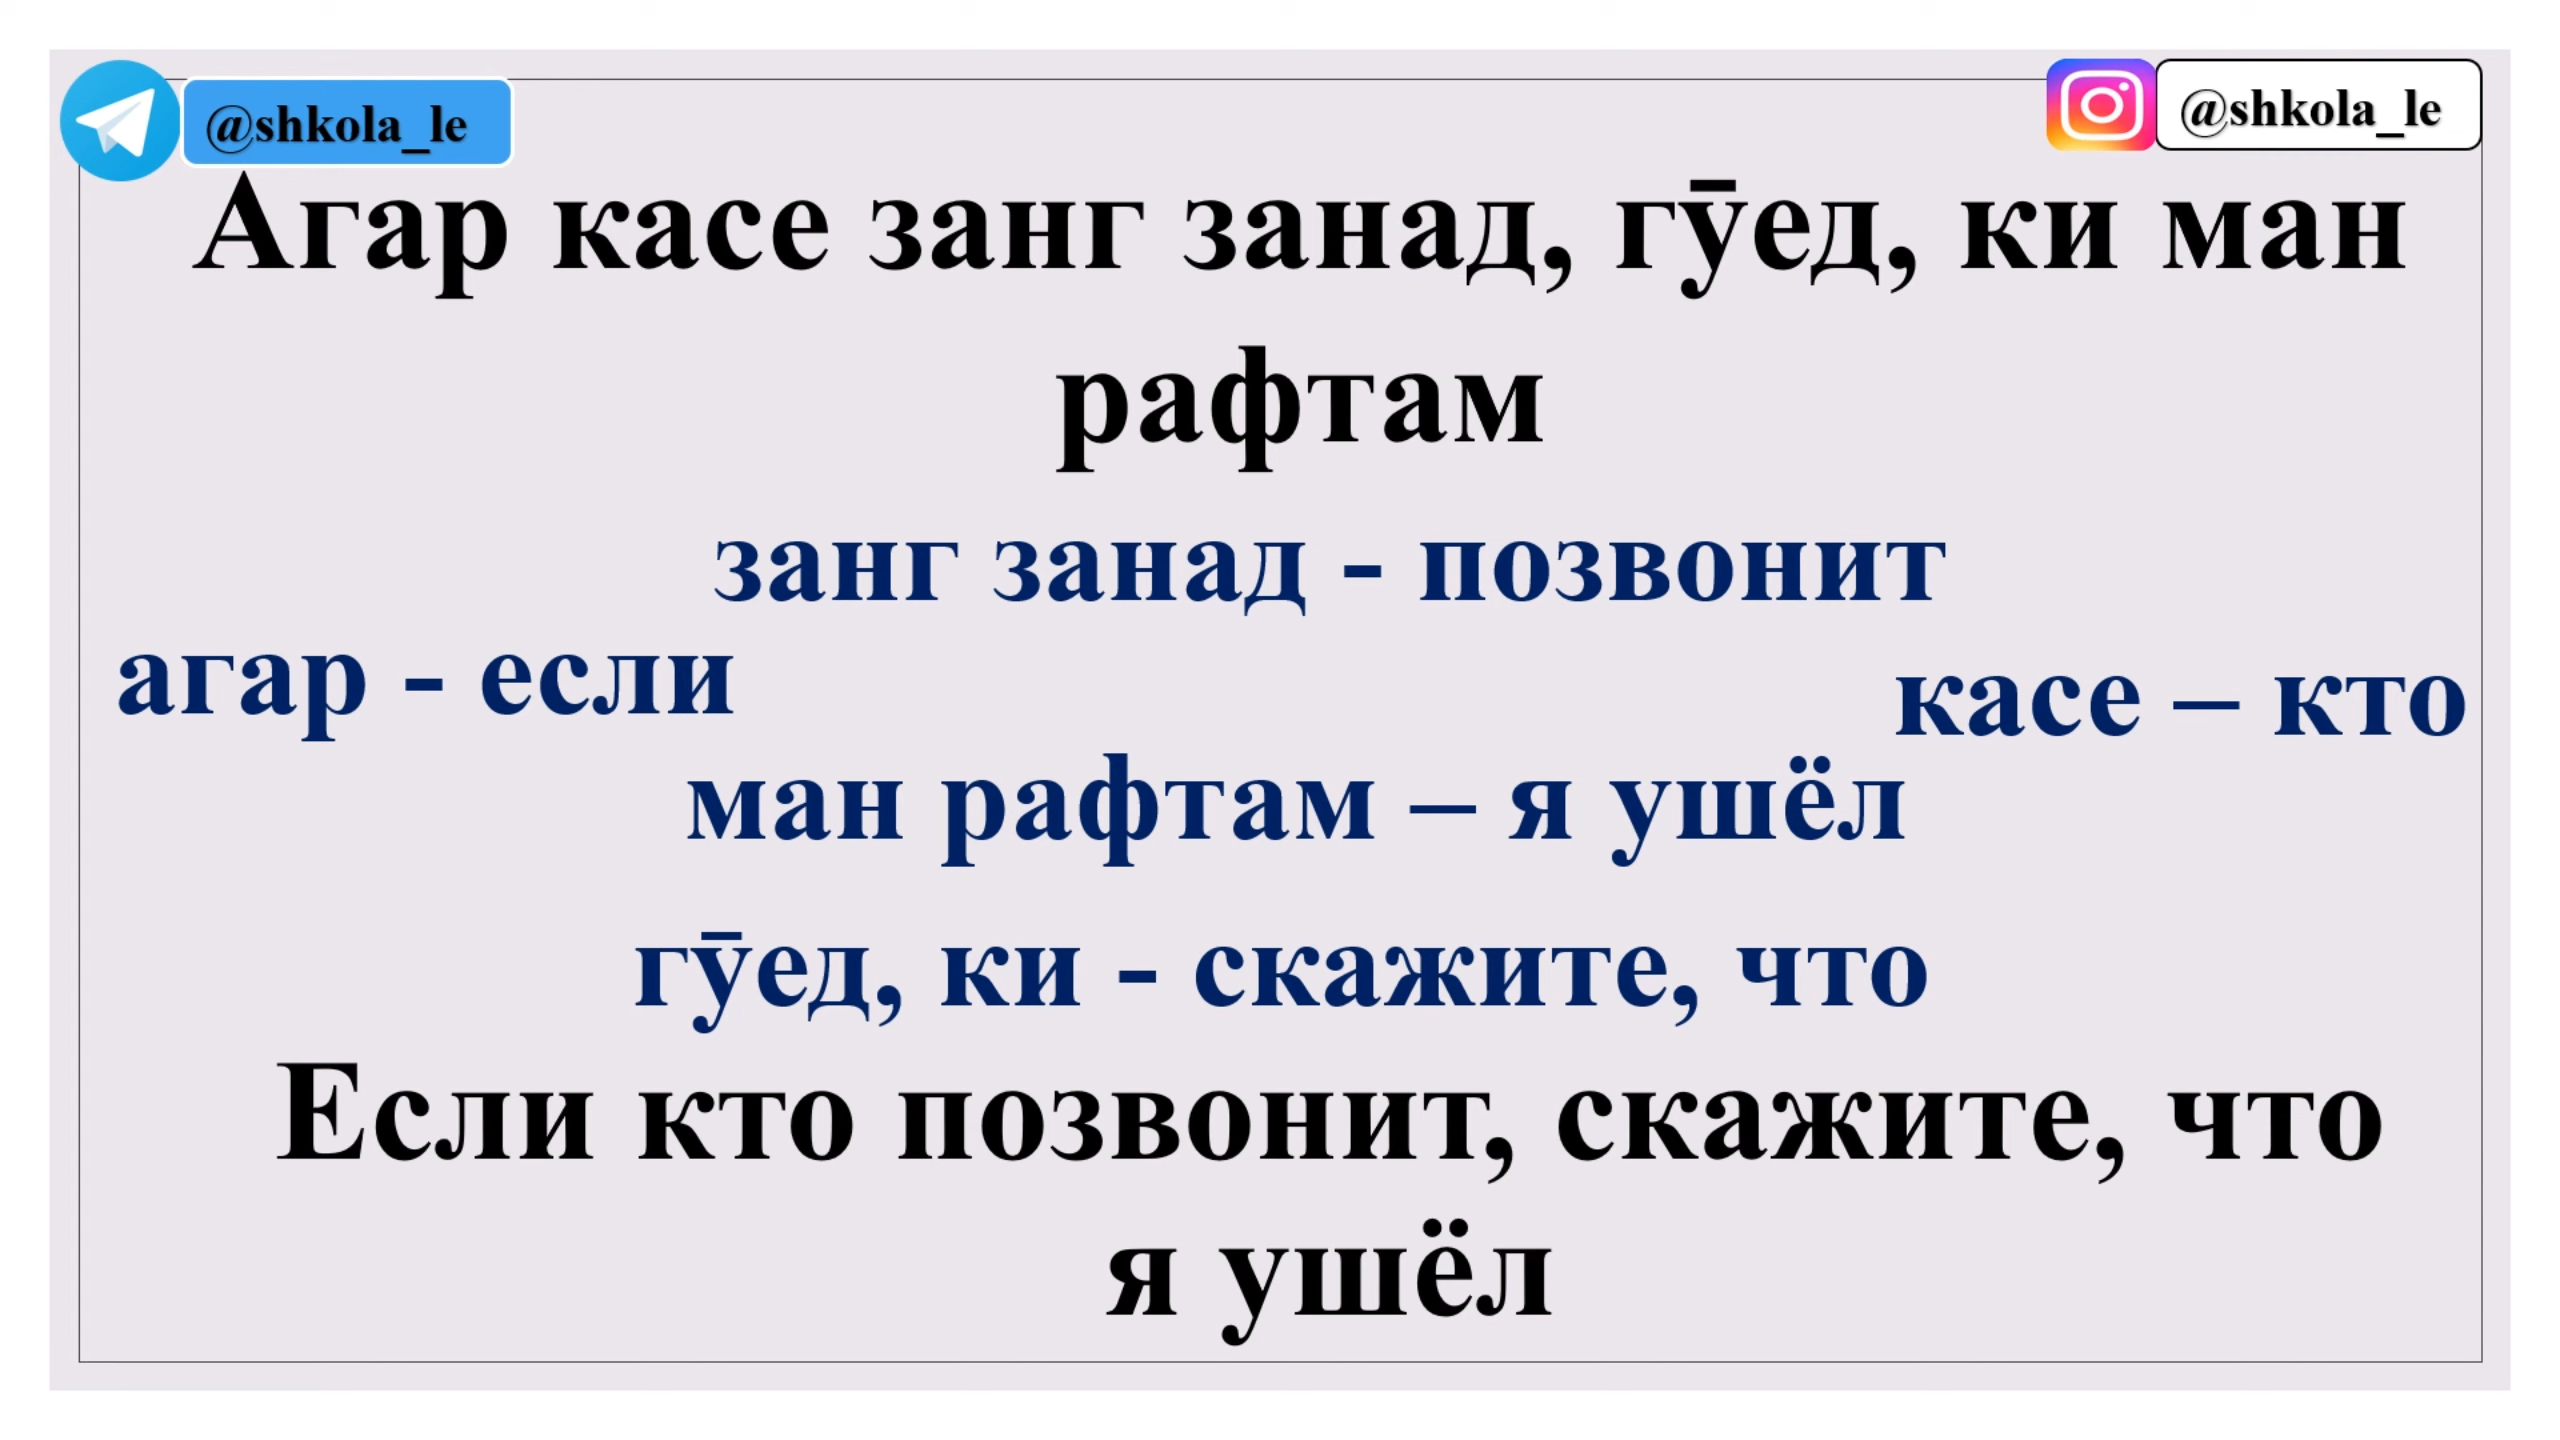 @shkola_le
@shkola_le
Агар касе занг занад, гӯед, ки ман
рафтам
занг занад - позвонит
агар - если
касе – кто
ман рафтам – я ушёл
гӯед, ки - скажите, что
Если кто позвонит, скажите, что
я ушёл